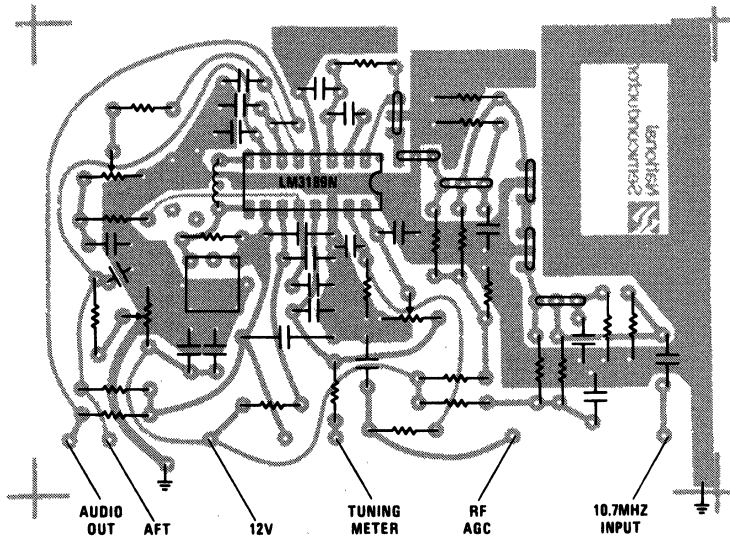 National
Semiconductor
LM3189N
AUDIO
OUT
AFT
12V
TUNING
METER
RF
AGC
10.7MHZ
INPUT